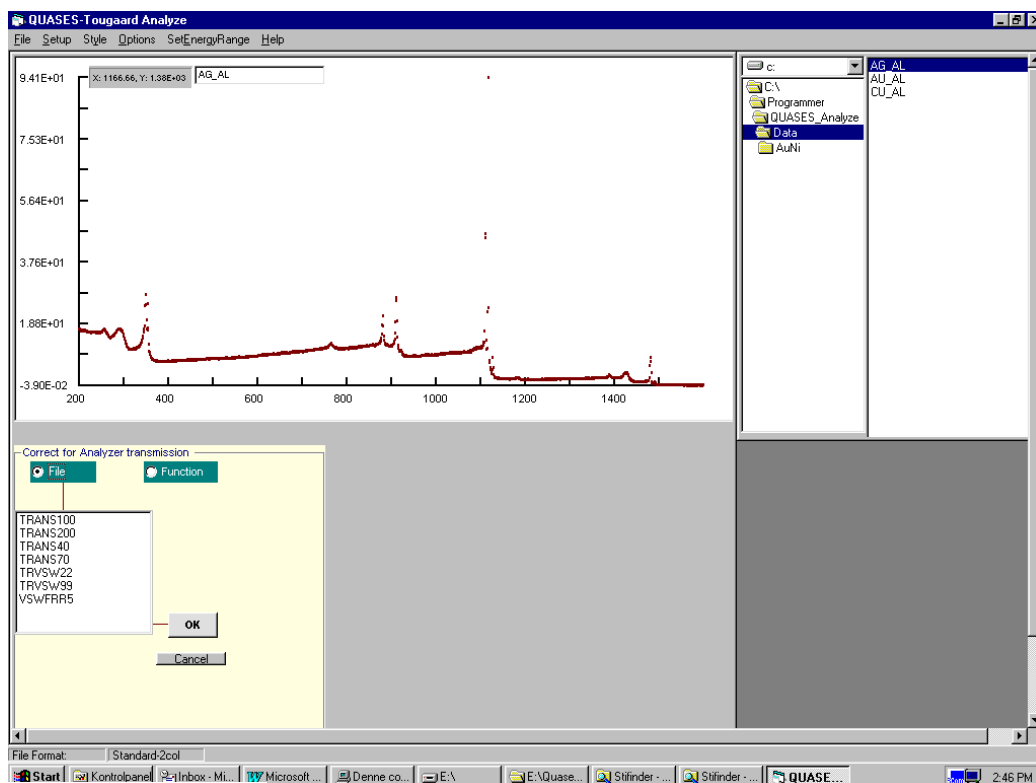 QUASES-Tougaard Analyze
File Setup Style Options SetEnergyRange Help
9.41E+01
X: 1166.66, Y: 1.38E+03
AG_AL
7.53E+01
5.64E+01
3.76E+01
1.88E+01
-3.90E-02
200 400 600 800 1000 1200 1400
c:
C:\
Programmer
QUASES_Analyze
Data
AuNi
AG_AL
AU_AL
CU_AL
Correct for Analyzer transmission
File Function
TRANS100
TRANS200
TRANS40
TRANS70
TRVSW22
TRVSW99
VSWFRR5
OK
Cancel
File Format: Standard-2col
Start Kontrolpanel Inbox - Mi... Microsoft ... Denne co... E:\ E:\Quase... Stifinder - ... Stifinder - ... QUASE... 2:46 PM